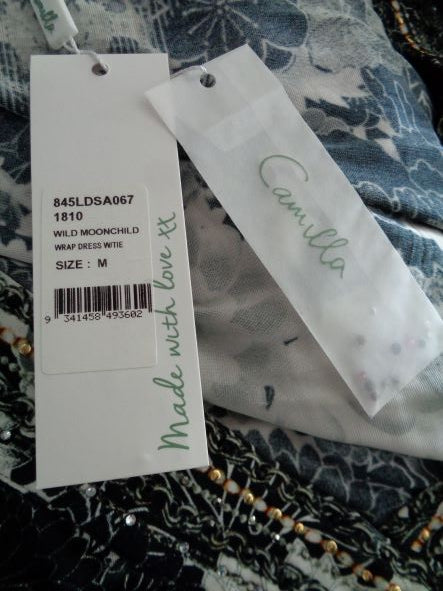 845LDSA067
1810
WILD MOONCHILD
WRAP DRESS W/TIE
SIZE : M
9 341458 493602
Made with love xx
Camilla